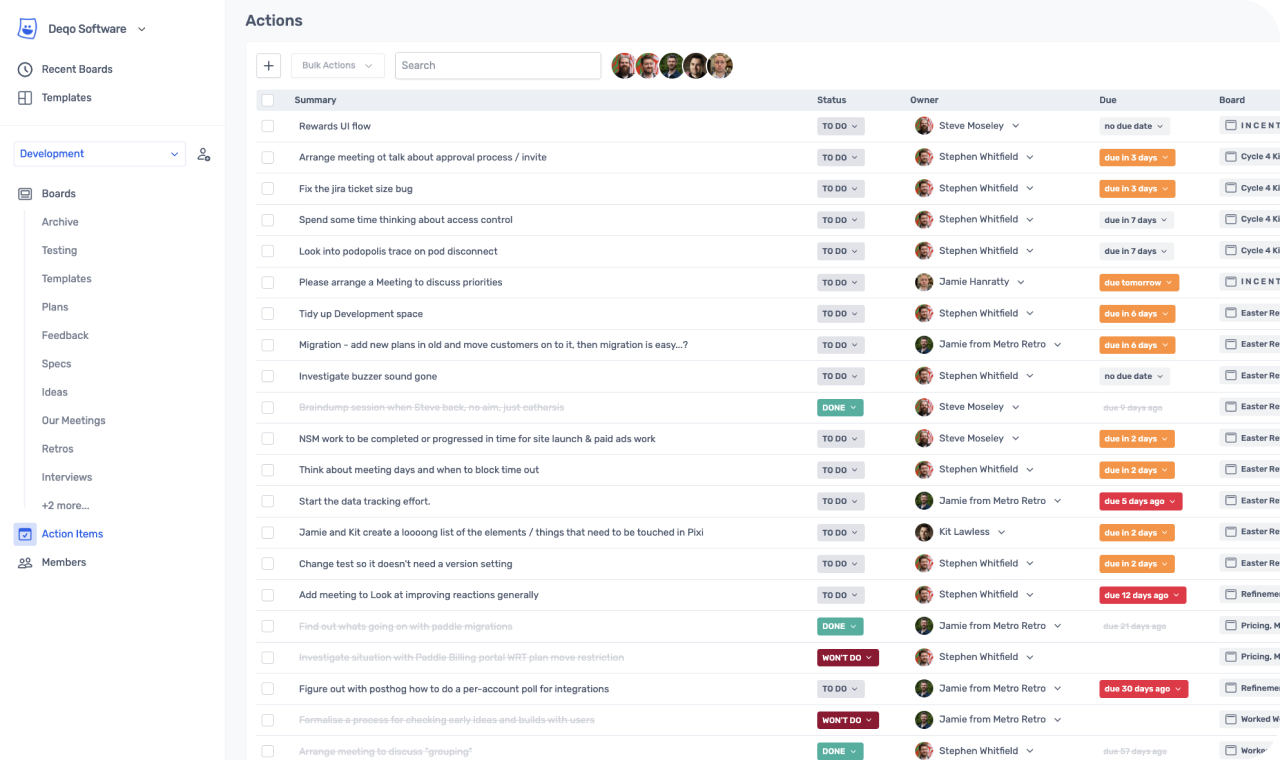 Deqo Software
Recent Boards
Templates
Development
Boards
Archive
Testing
Templates
Plans
Feedback
Specs
Ideas
Our Meetings
Retros
Interviews
+2 more...
Action Items
Members
Actions
+ Bulk Actions Search
Summary Status Owner Due Board
Rewards UI flow TO DO Steve Moseley no due date INCENT
Arrange meeting ot talk about approval process / invite TO DO Stephen Whitfield due in 3 days Cycle 4 Ki
Fix the jira ticket size bug TO DO Stephen Whitfield due in 3 days Cycle 4 Ki
Spend some time thinking about access control TO DO Stephen Whitfield due in 7 days Cycle 4 Ki
Look into podopolis trace on pod disconnect TO DO Stephen Whitfield due in 7 days Cycle 4 Ki
Please arrange a Meeting to discuss priorities TO DO Jamie Hanratty due tomorrow INCENT
Tidy up Development space TO DO Stephen Whitfield due in 6 days Easter Re
Migration - add new plans in old and move customers on to it, then migration is easy...? TO DO Jamie from Metro Retro due in 6 days Easter Re
Investigate buzzer sound gone TO DO Stephen Whitfield no due date Easter Re
Braindump session when Steve back, no aim, just catharsis DONE Steve Moseley due 9 days ago Easter Re
NSM work to be completed or progressed in time for site launch & paid ads work TO DO Steve Moseley due in 2 days Easter Re
Think about meeting days and when to block time out TO DO Stephen Whitfield due in 2 days Easter Re
Start the data tracking effort. TO DO Jamie from Metro Retro due 5 days ago Easter Re
Jamie and Kit create a loooong list of the elements / things that need to be touched in Pixi TO DO Kit Lawless due in 2 days Easter Re
Change test so it doesn't need a version setting TO DO Stephen Whitfield due in 2 days Easter Re
Add meeting to Look at improving reactions generally TO DO Stephen Whitfield due 12 days ago Refinemer
Find out whats going on with paddle migrations DONE Jamie from Metro Retro due 21 days ago Pricing, M
Investigate situation with Paddle Billing portal WRT plan move restriction WON'T DO Stephen Whitfield Pricing, M
Figure out with posthog how to do a per-account poll for integrations TO DO Jamie from Metro Retro due 30 days ago Refinemer
Formalise a process for checking early ideas and builds with users WON'T DO Jamie from Metro Retro Worked W
Arrange meeting to discuss "grouping" DONE Stephen Whitfield due 57 days ago Worke